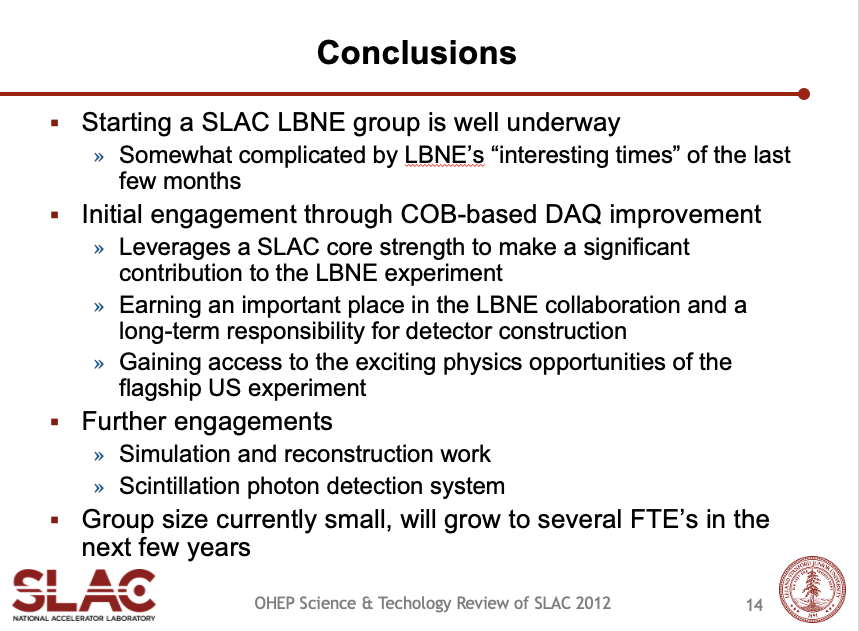 Conclusions
▪ Starting a SLAC LBNE group is well underway
» Somewhat complicated by LBNE’s “interesting times” of the last
few months
▪ Initial engagement through COB-based DAQ improvement
» Leverages a SLAC core strength to make a significant
contribution to the LBNE experiment
» Earning an important place in the LBNE collaboration and a
long-term responsibility for detector construction
» Gaining access to the exciting physics opportunities of the
flagship US experiment
▪ Further engagements
» Simulation and reconstruction work
» Scintillation photon detection system
▪ Group size currently small, will grow to several FTE’s in the
next few years
SLAC
NATIONAL ACCELERATOR LABORATORY
OHEP Science & Techology Review of SLAC 2012
14